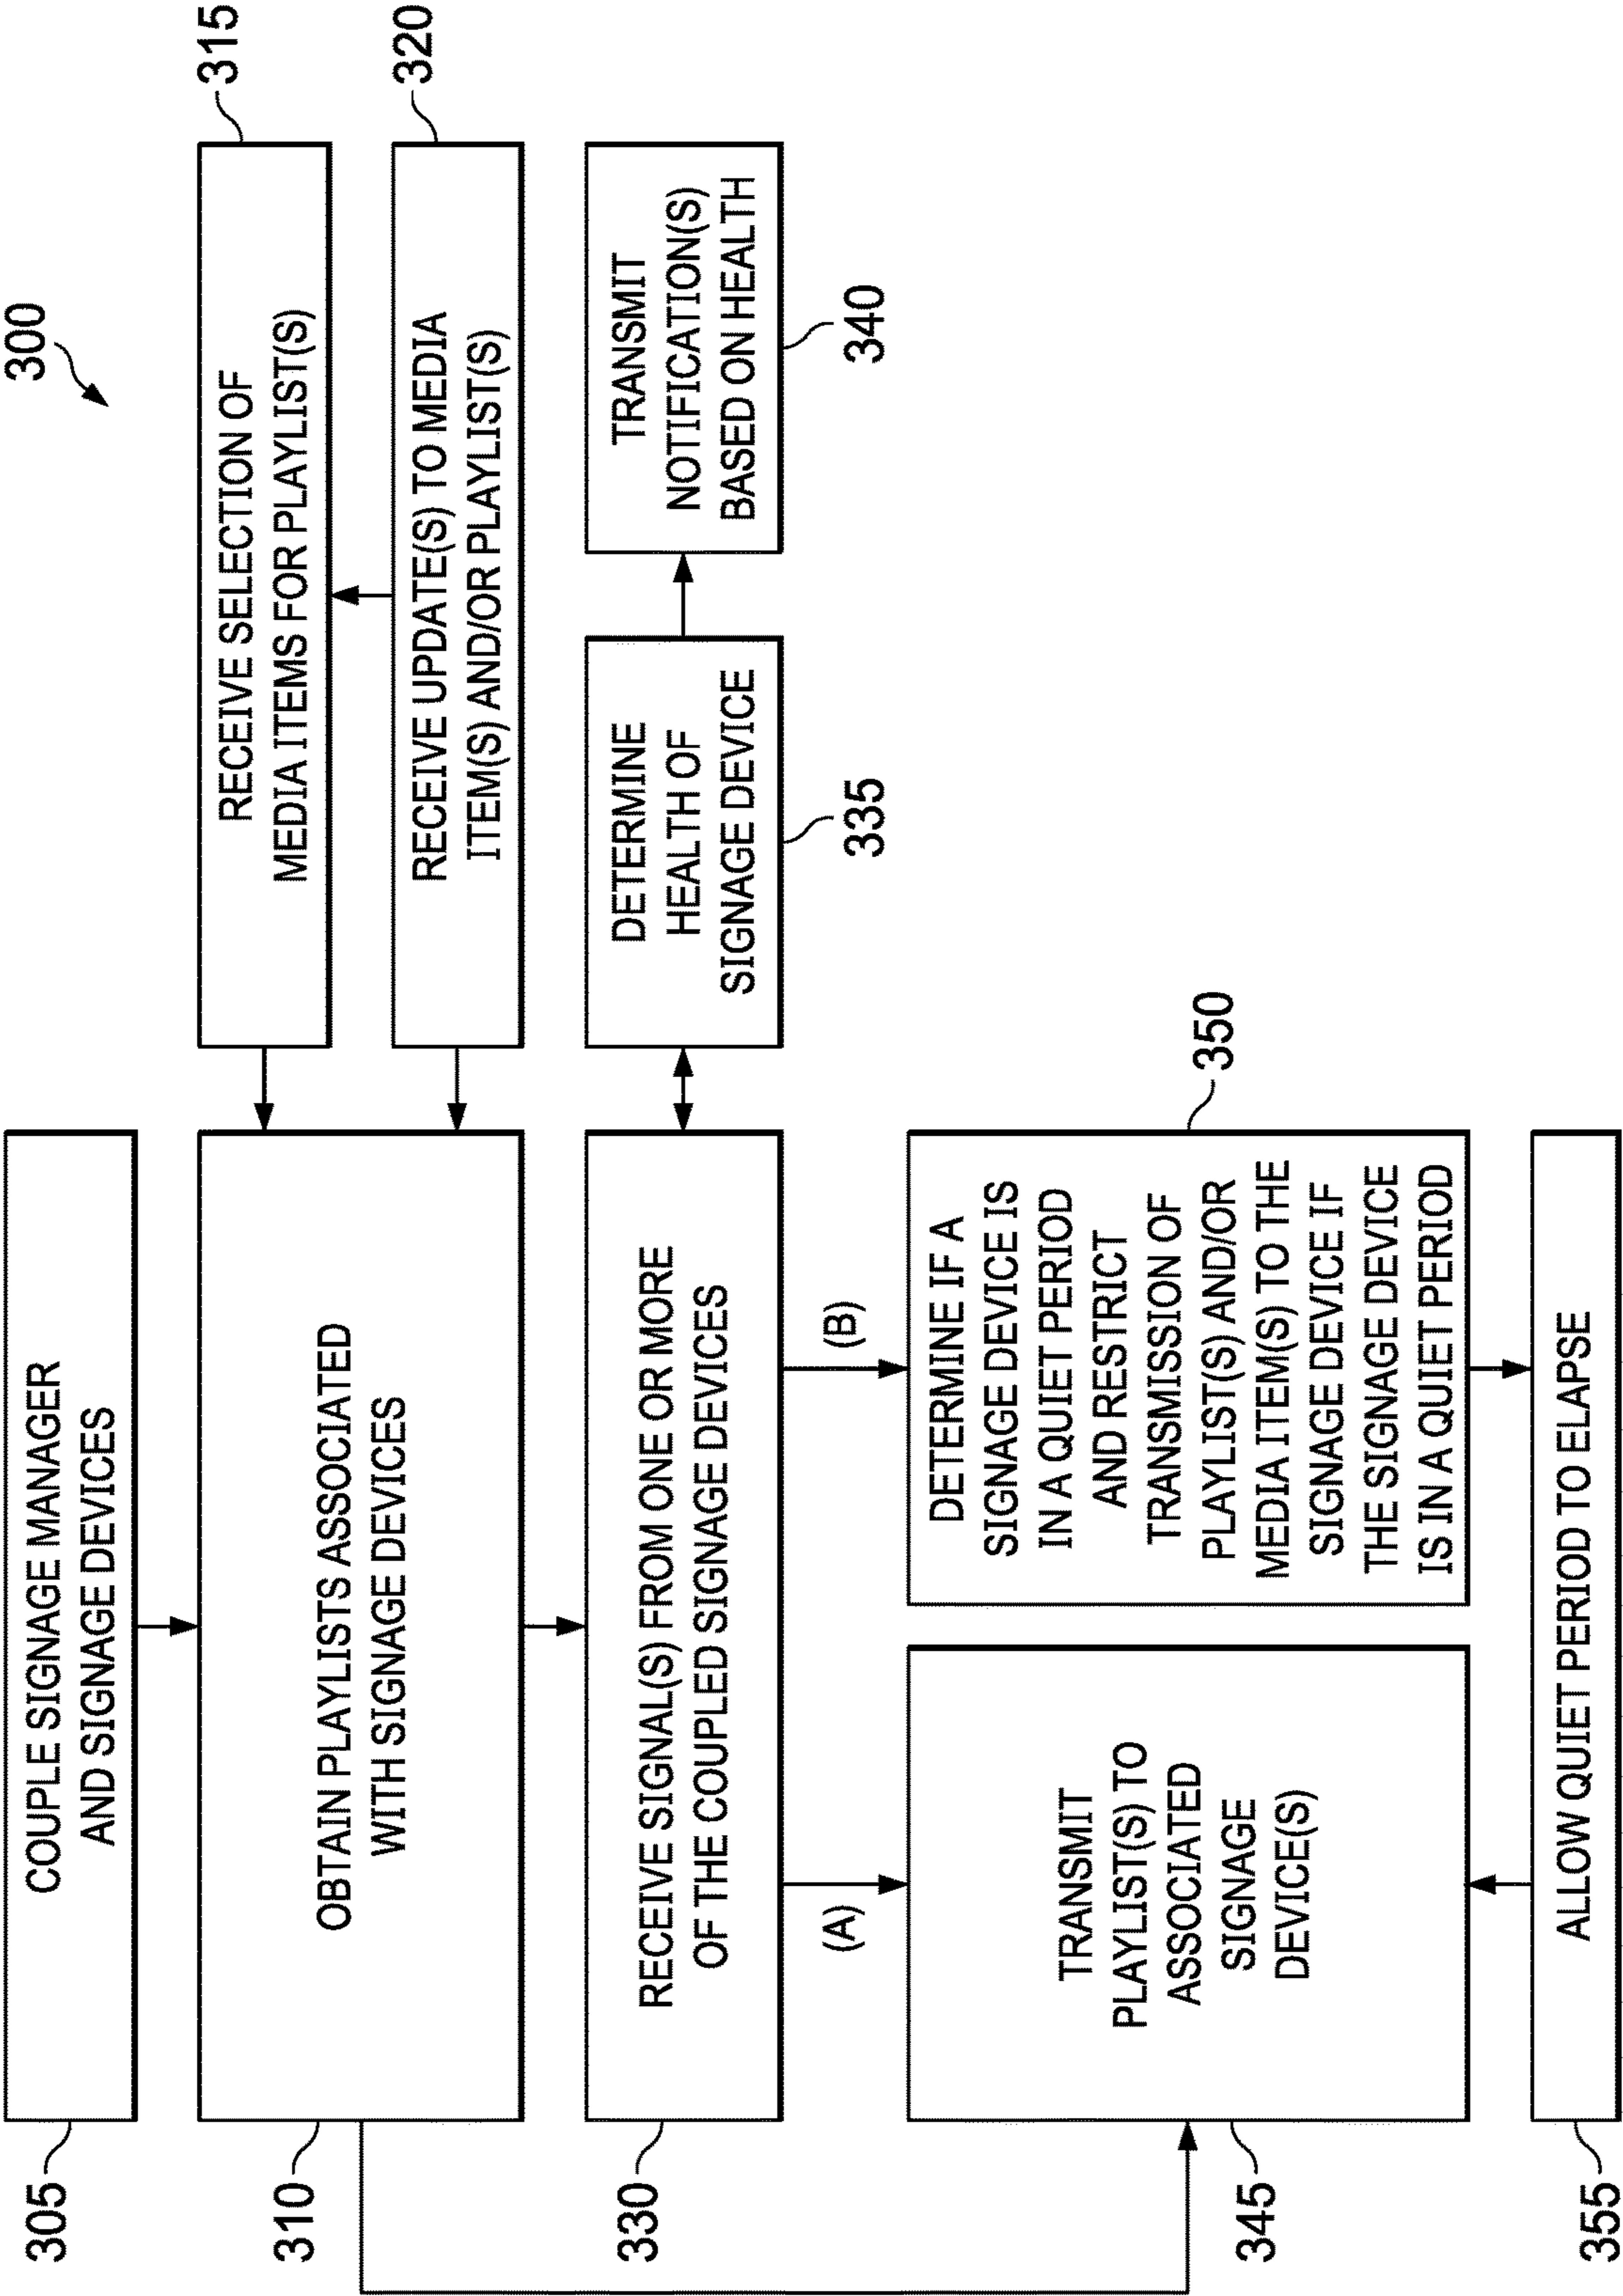 300
COUPLE SIGNAGE MANAGER
AND SIGNAGE DEVICES
305
OBTAIN PLAYLISTS ASSOCIATED
WITH SIGNAGE DEVICES
310
RECEIVE SELECTION OF
MEDIA ITEMS FOR PLAYLIST(S)
315
RECEIVE UPDATE(S) TO MEDIA
ITEM(S) AND/OR PLAYLIST(S)
320
RECEIVE SIGNAL(S) FROM ONE OR MORE
OF THE COUPLED SIGNAGE DEVICES
330
DETERMINE
HEALTH OF
SIGNAGE DEVICE
335
TRANSMIT
NOTIFICATION(S)
BASED ON HEALTH
340
(A)
(B)
TRANSMIT
PLAYLIST(S) TO
ASSOCIATED
SIGNAGE
DEVICE(S)
345
DETERMINE IF A
SIGNAGE DEVICE IS
IN A QUIET PERIOD
AND RESTRICT
TRANSMISSION OF
PLAYLIST(S) AND/OR
MEDIA ITEM(S) TO THE
SIGNAGE DEVICE IF
THE SIGNAGE DEVICE
IS IN A QUIET PERIOD
350
ALLOW QUIET PERIOD TO ELAPSE
355